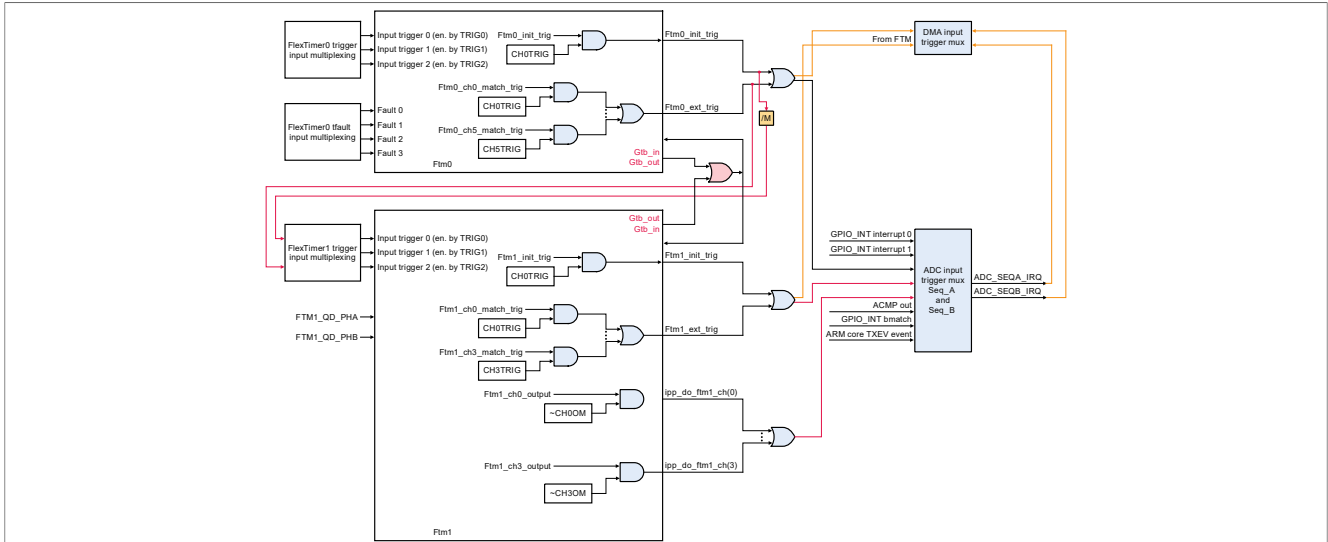 FlexTimer0 trigger
input multiplexing
Input trigger 0 (en. by TRIG0)
Input trigger 1 (en. by TRIG1)
Input trigger 2 (en. by TRIG2)
FlexTimer0 tfault
input multiplexing
Fault 0
Fault 1
Fault 2
Fault 3
Ftm0_init_trig
CH0TRIG
Ftm0_ch0_match_trig
CH0TRIG
Ftm0_ch5_match_trig
CH5TRIG
Ftm0
Gtb_in
Gtb_out
Ftm0_init_trig
Ftm0_ext_trig
/M
From FTM
DMA input
trigger mux
FlexTimer1 trigger
input multiplexing
Input trigger 0 (en. by TRIG0)
Input trigger 1 (en. by TRIG1)
Input trigger 2 (en. by TRIG2)
FTM1_QD_PHA
FTM1_QD_PHB
Gtb_out
Gtb_in
Ftm1_init_trig
CH0TRIG
Ftm1_ch0_match_trig
CH0TRIG
Ftm1_ch3_match_trig
CH3TRIG
Ftm1_ch0_output
~CH0OM
Ftm1_ch3_output
~CH3OM
Ftm1
Ftm1_init_trig
Ftm1_ext_trig
ipp_do_ftm1_ch(0)
ipp_do_ftm1_ch(3)
GPIO_INT interrupt 0
GPIO_INT interrupt 1
ACMP out
GPIO_INT bmatch
ARM core TXEV event
ADC input
trigger mux
Seq_A
and
Seq_B
ADC_SEQA_IRQ
ADC_SEQB_IRQ